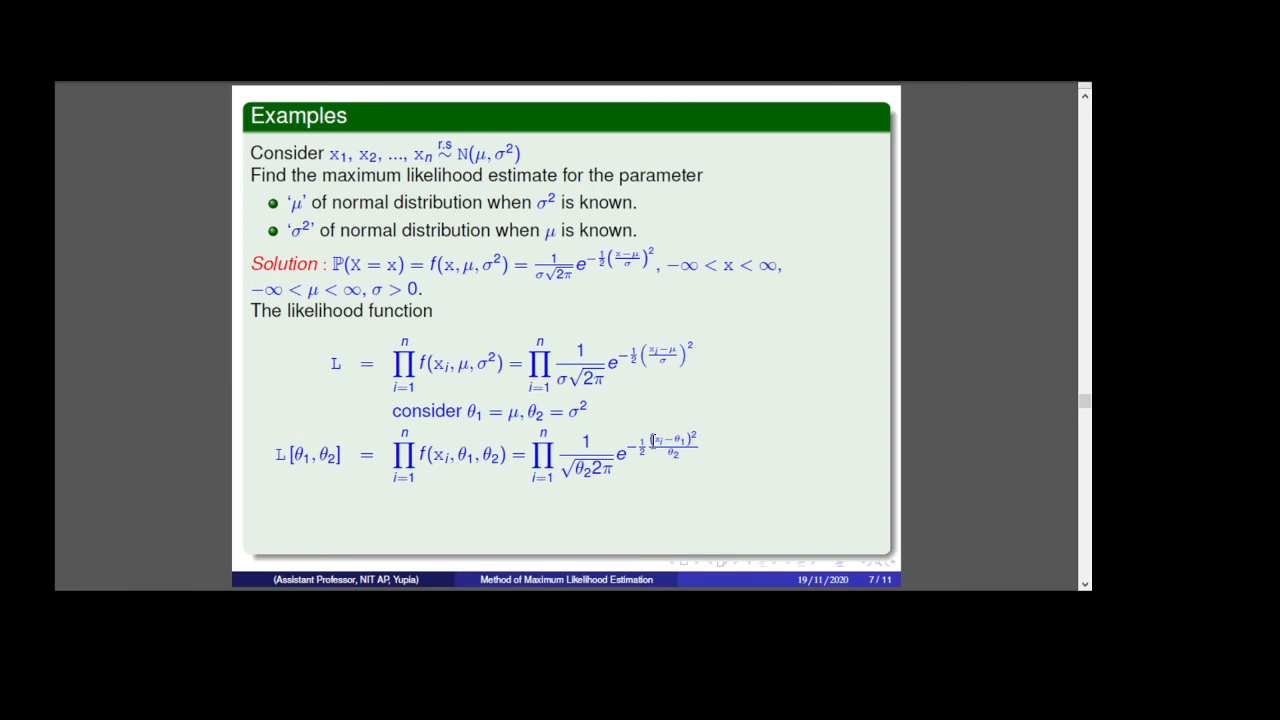 Examples
Consider x₁, x₂, ..., xₙ r.s ~ N(μ, σ²)
Find the maximum likelihood estimate for the parameter
‘μ’ of normal distribution when σ² is known.
‘σ²’ of normal distribution when μ is known.
Solution : ℙ(X = x) = f(x, μ, σ²) = 1/(σ√2π) e^{−1/2((x−μ)/σ)²}, −∞ < x < ∞,
−∞ < μ < ∞, σ > 0.
The likelihood function
L = ∏_{i=1}^{n} f(xᵢ, μ, σ²) = ∏_{i=1}^{n} 1/(σ√2π) e^{−1/2((xᵢ−μ)/σ)²}
consider θ₁ = μ, θ₂ = σ²
L [θ₁, θ₂] = ∏_{i=1}^{n} f(xᵢ, θ₁, θ₂) = ∏_{i=1}^{n} 1/√(θ₂2π) e^{−1/2 (xᵢ−θ₁)²/θ₂}
(Assistant Professor, NIT AP, Yupia) Method of Maximum Likelihood Estimation 19/11/2020 7 / 11